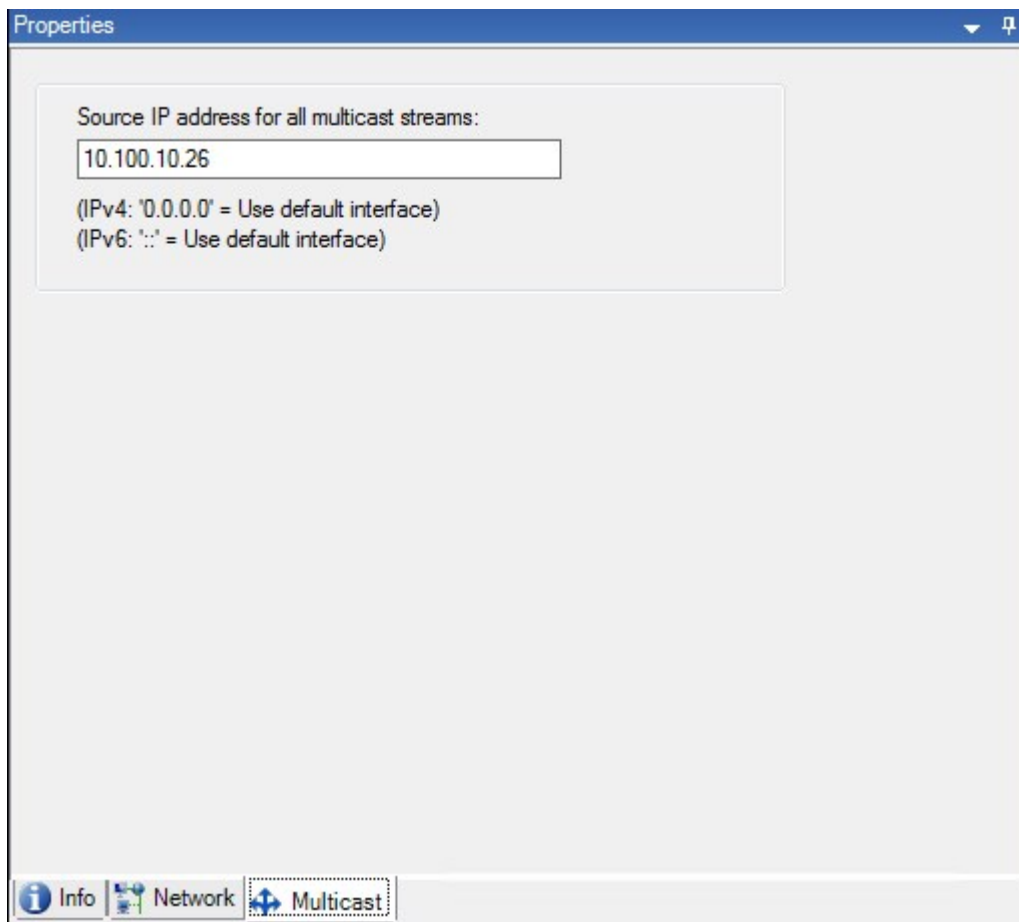 Properties
Source IP address for all multicast streams:
10.100.10.26
(IPv4: '0.0.0.0' = Use default interface)
(IPv6: '::' = Use default interface)
Info Network Multicast